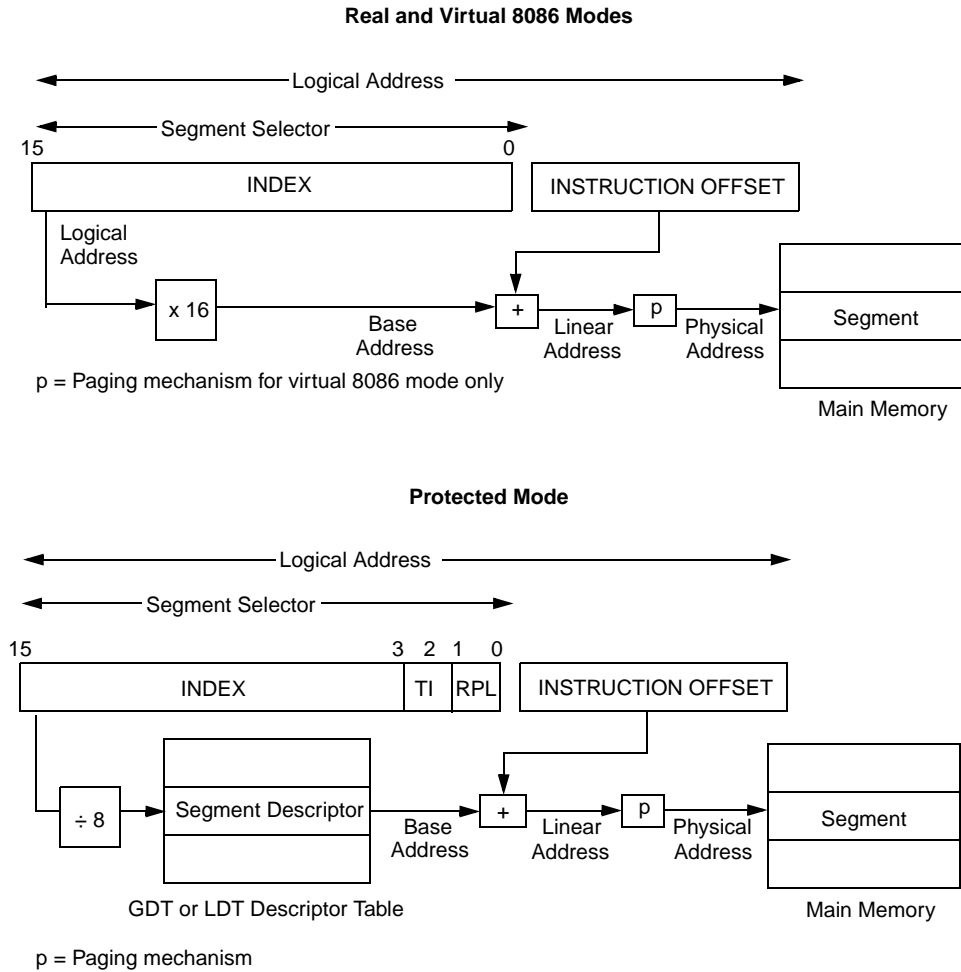 Real and Virtual 8086 Modes
Logical Address
Segment Selector
15 0
INDEX INSTRUCTION OFFSET
Logical
Address
x 16 + p Segment
Base
Address
Linear
Address
Physical
Address
p = Paging mechanism for virtual 8086 mode only
Main Memory
Protected Mode
Logical Address
Segment Selector
15 3 2 1 0
INDEX TI RPL INSTRUCTION OFFSET
÷ 8 Segment Descriptor + p Segment
Base
Address
Linear
Address
Physical
Address
GDT or LDT Descriptor Table
Main Memory
p = Paging mechanism